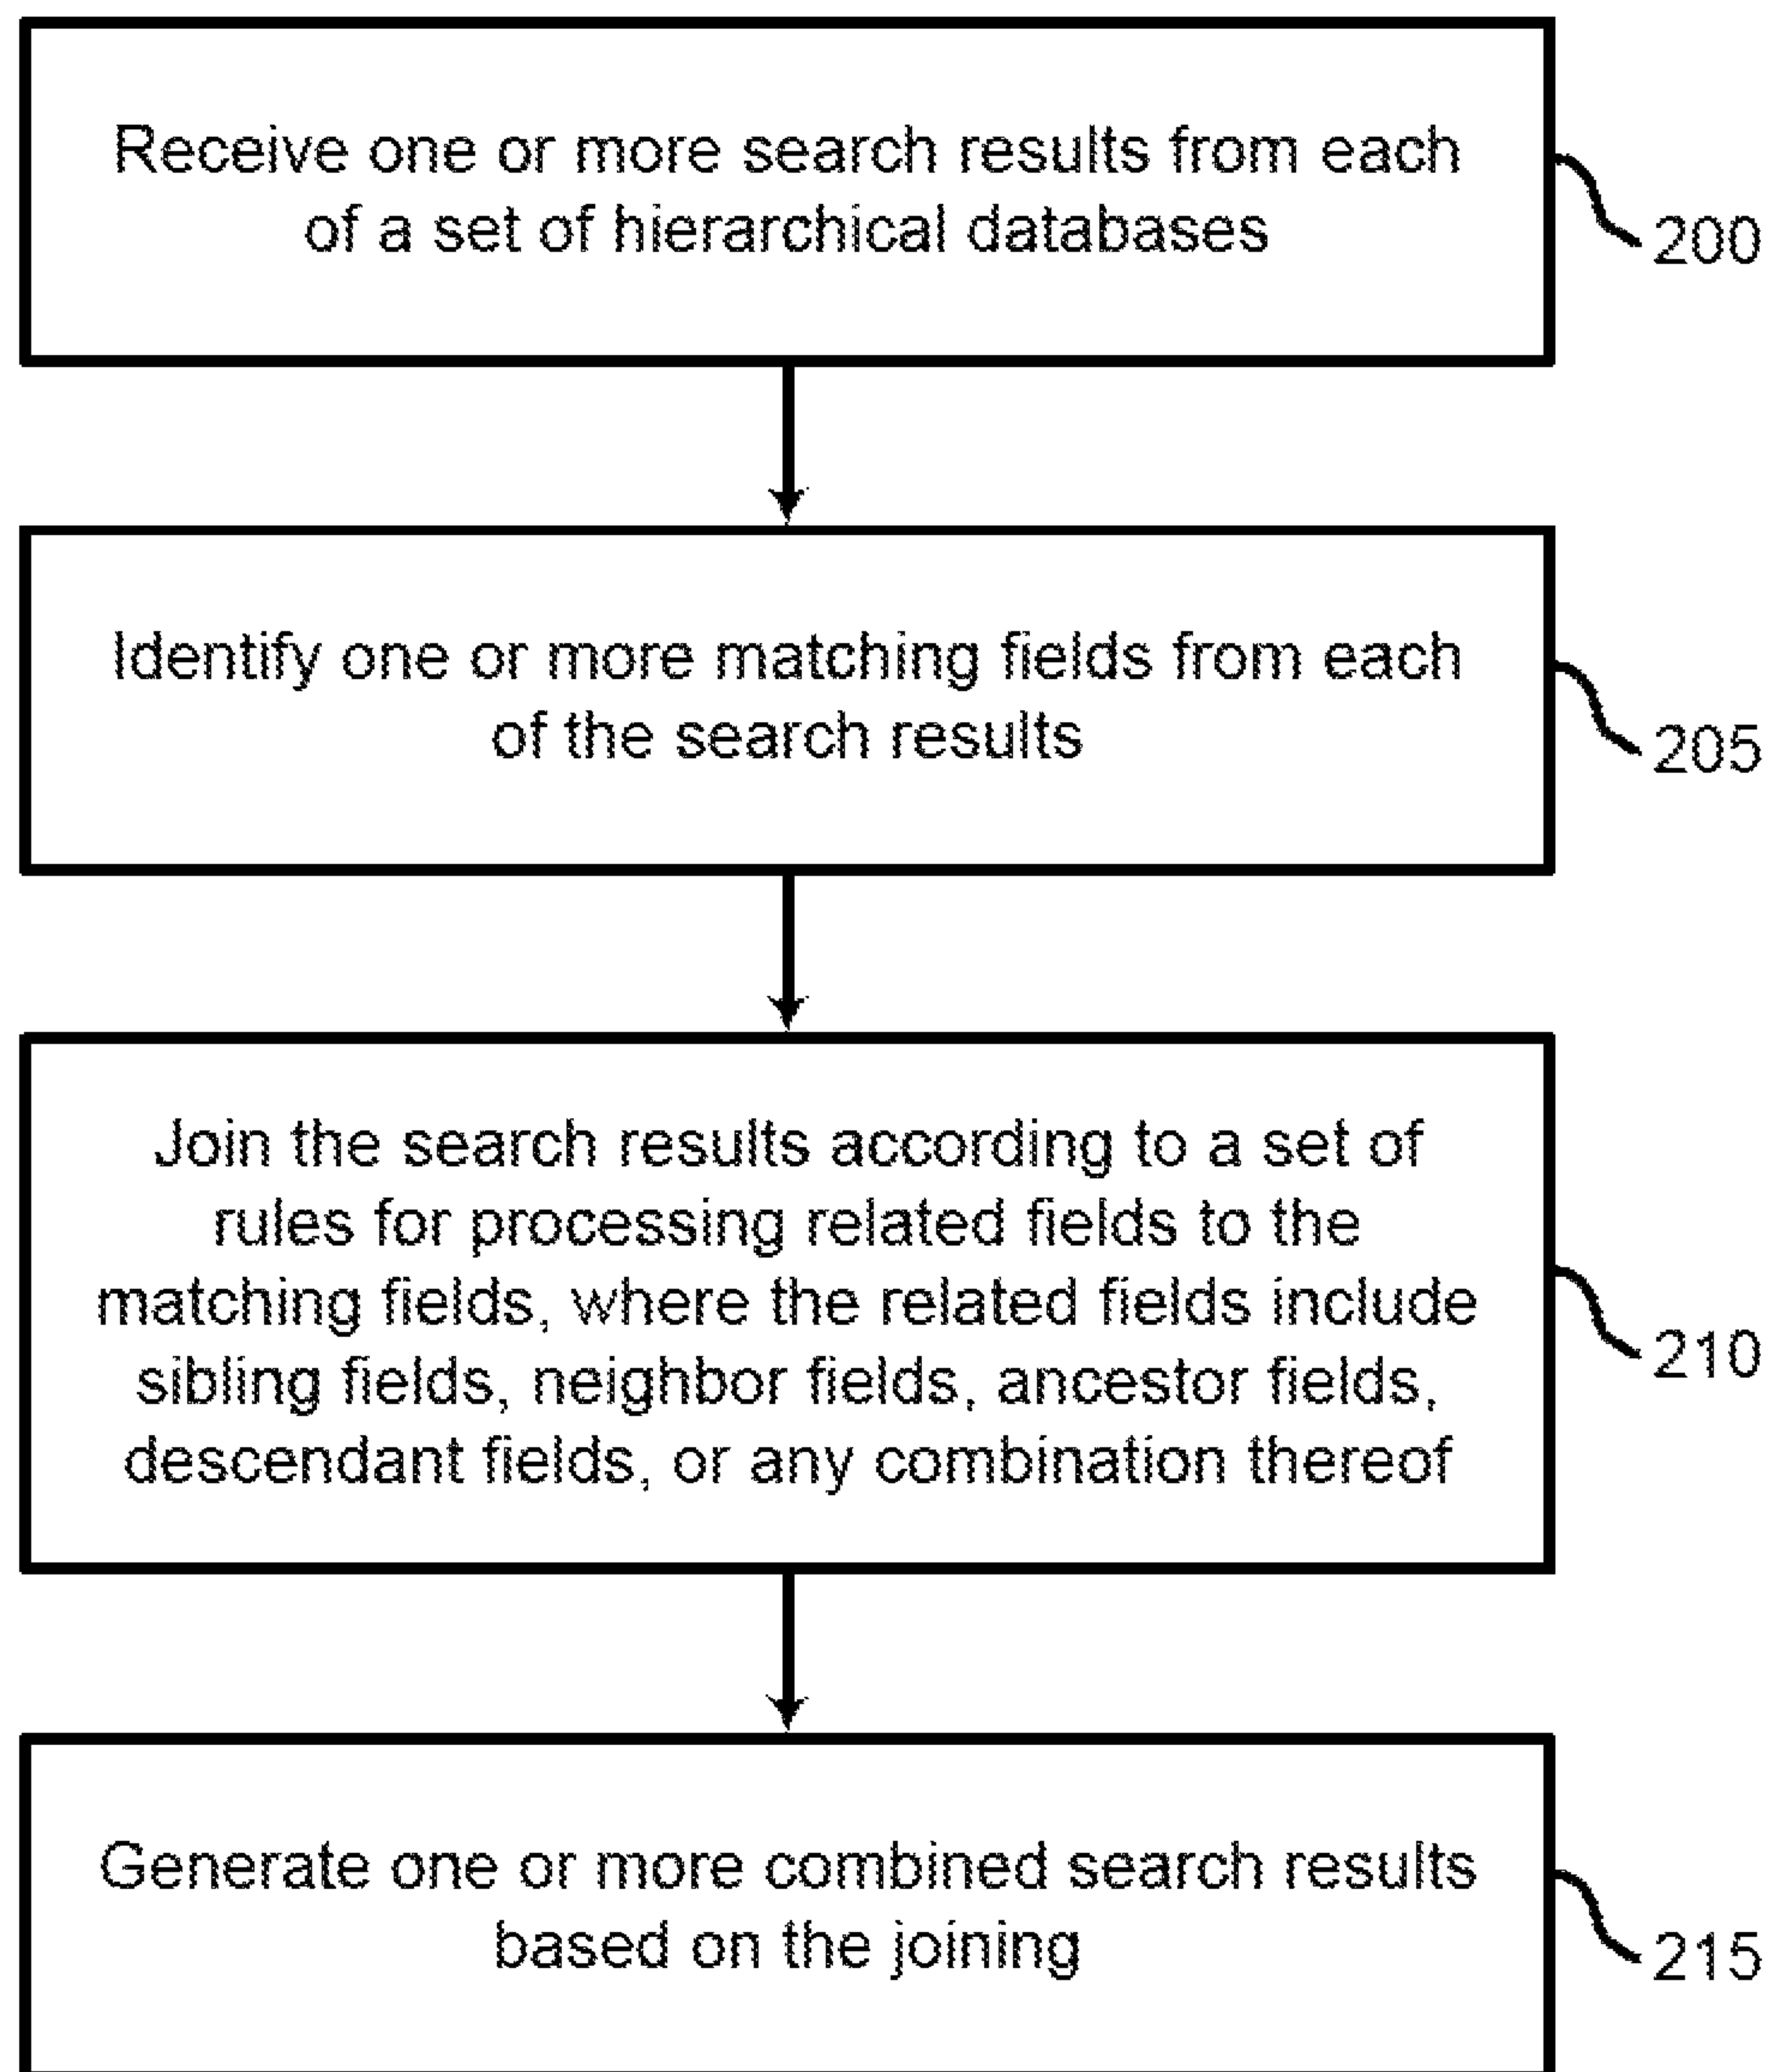 Receive one or more search results from each
of a set of hierarchical databases
200
Identify one or more matching fields from each
of the search results
205
Join the search results according to a set of
rules for processing related fields to the
matching fields, where the related fields include
sibling fields, neighbor fields, ancestor fields,
descendant fields, or any combination thereof
210
Generate one or more combined search results
based on the joining
215